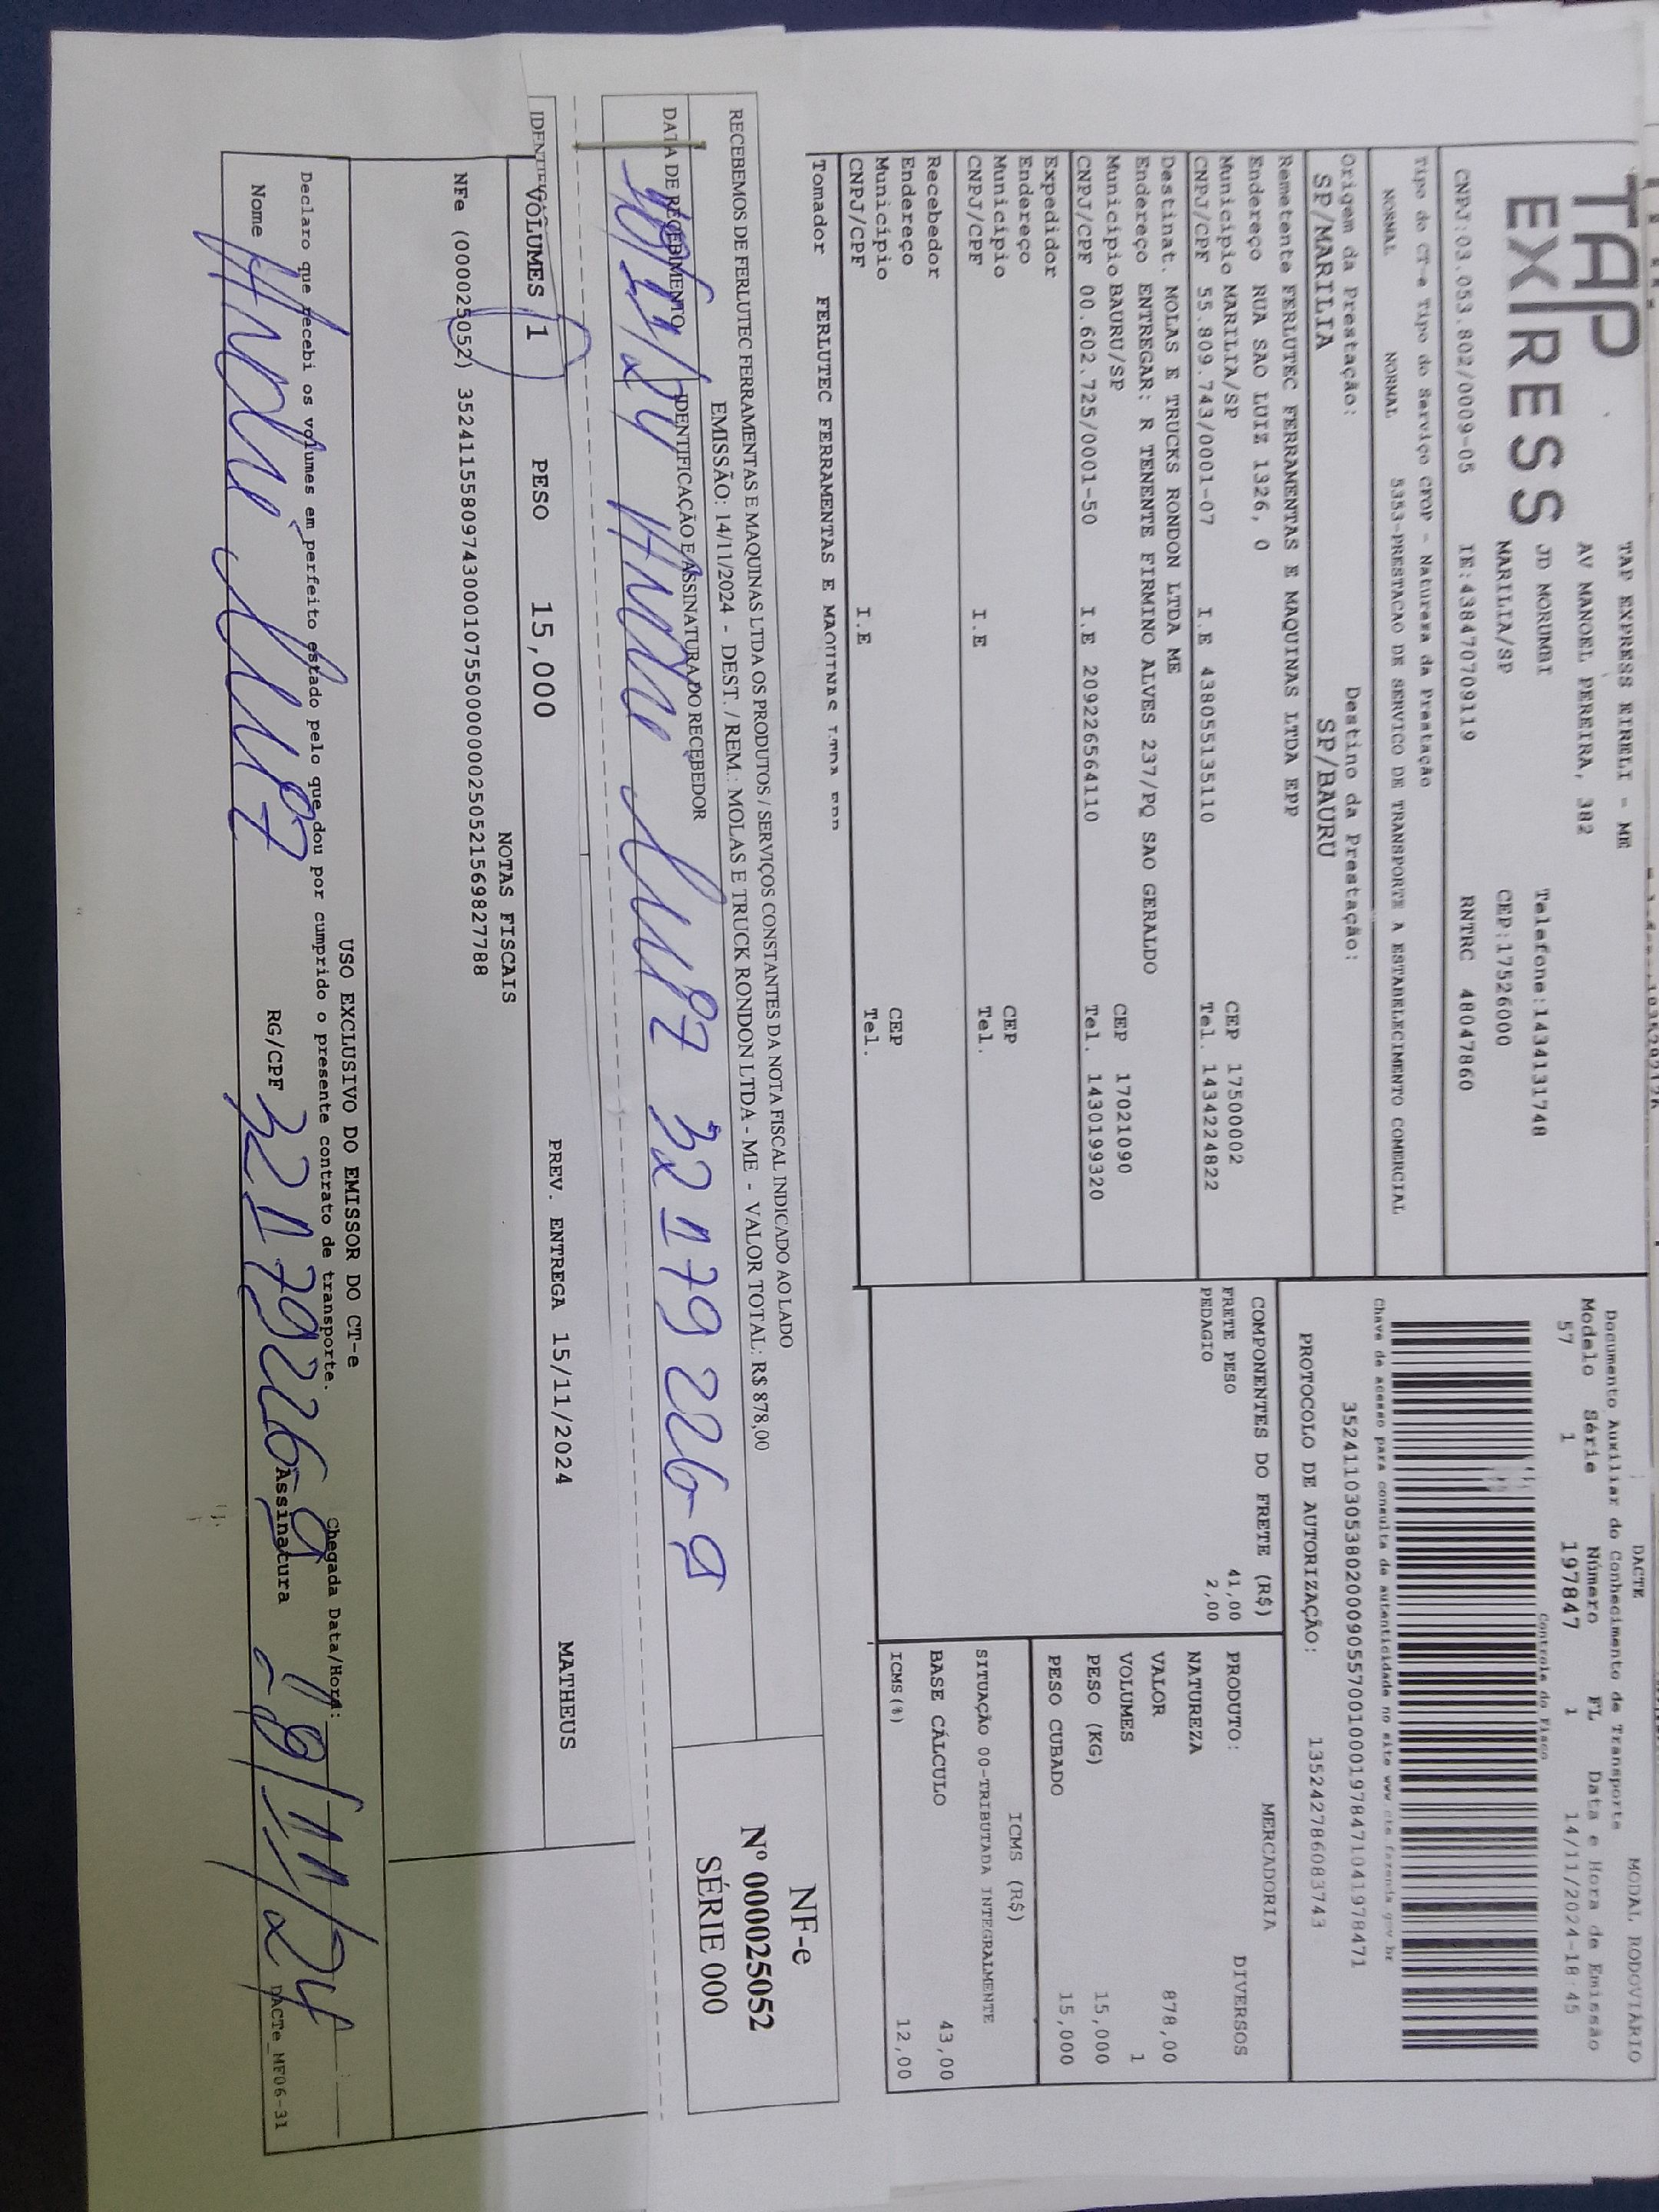 TAP EXPRESS
TAP EXPRESS EIRELI - ME
AV MANOEL PEREIRA, 382
JD MORUMBI Telefone:1434131748
MARILIA/SP CEP:17526000
CNPJ:03.053.802/0009-05 IE:438470709119 RNTRC 48047860
Tipo do CT-e Tipo do Serviço CFOP - Natureza da Prestação
NORMAL NORMAL 5353-PRESTACAO DE SERVICO DE TRANSPORTE A ESTABELECIMENTO COMERCIAL
Origem da Prestação: Destino da Prestação:
SP/MARILIA SP/BAURU
DACTE MODAL RODOVIÁRIO
Documento Auxiliar do Conhecimento de Transporte
Modelo Série Número FL Data e Hora de Emissão
57 1 197847 1 14/11/2024-18:45
Controle do Fisco
Chave de acesso para consulta de autenticidade no site www.cte.fazenda.gov.br
35241103053802000905570010001978471041978471
PROTOCOLO DE AUTORIZAÇÃO: 135242786083743
Remetente FERLUTEC FERRAMENTAS E MAQUINAS LTDA EPP
Endereço RUA SAO LUIZ 1326, 0
Município MARILIA/SP CEP 17500002
CNPJ/CPF 55.809.743/0001-07 I.E 438055135110 Tel. 1434224822
Destinat. MOLAS E TRUCKS RONDON LTDA ME
Endereço ENTREGAR: R TENENTE FIRMINO ALVES 237/PQ SAO GERALDO
Município BAURU/SP CEP 17021090
CNPJ/CPF 00.602.725/0001-50 I.E 209226564110 Tel. 1430199320
Expedidor
Endereço
Município CEP
CNPJ/CPF I.E Tel.
Recebedor
Endereço
Município CEP
CNPJ/CPF I.E Tel.
Tomador FERLUTEC FERRAMENTAS E MAQUINAS LTDA EPP
COMPONENTES DO FRETE (R$)
FRETE PESO 41,00
PEDAGIO 2,00
MERCADORIA
PRODUTO: DIVERSOS
NATUREZA
VALOR 878,00
VOLUMES 1
PESO (KG) 15,000
PESO CUBADO 15,000
ICMS (R$)
SITUAÇÃO 00-TRIBUTADA INTEGRALMENTE
BASE CÁLCULO 43,00
ICMS(%) 12,00
RECEBEMOS DE FERLUTEC FERRAMENTAS E MAQUINAS LTDA OS PRODUTOS / SERVIÇOS CONSTANTES DA NOTA FISCAL INDICADO AO LADO
EMISSÃO: 14/11/2024 - DEST. / REM.: MOLAS E TRUCK RONDON LTDA - ME - VALOR TOTAL: R$ 878,00
DATA DE RECEBIMENTO IDENTIFICAÇÃO E ASSINATURA DO RECEBEDOR
32179226-9
NF-e
Nº 000025052
SÉRIE 000
VOLUMES 1 PESO 15,000 PREV. ENTREGA 15/11/2024 MATHEUS
NOTAS FISCAIS
NFe (000025052) 35241155809743000107550000000250521569827788
USO EXCLUSIVO DO EMISSOR DO CT-e
Declaro que recebi os volumes em perfeito estado pelo que dou por cumprido o presente contrato de transporte.
Chegada Data/Hora: 18/11/24
Nome RG/CPF 32179226-9 Assinatura
DACTe_MF06-31